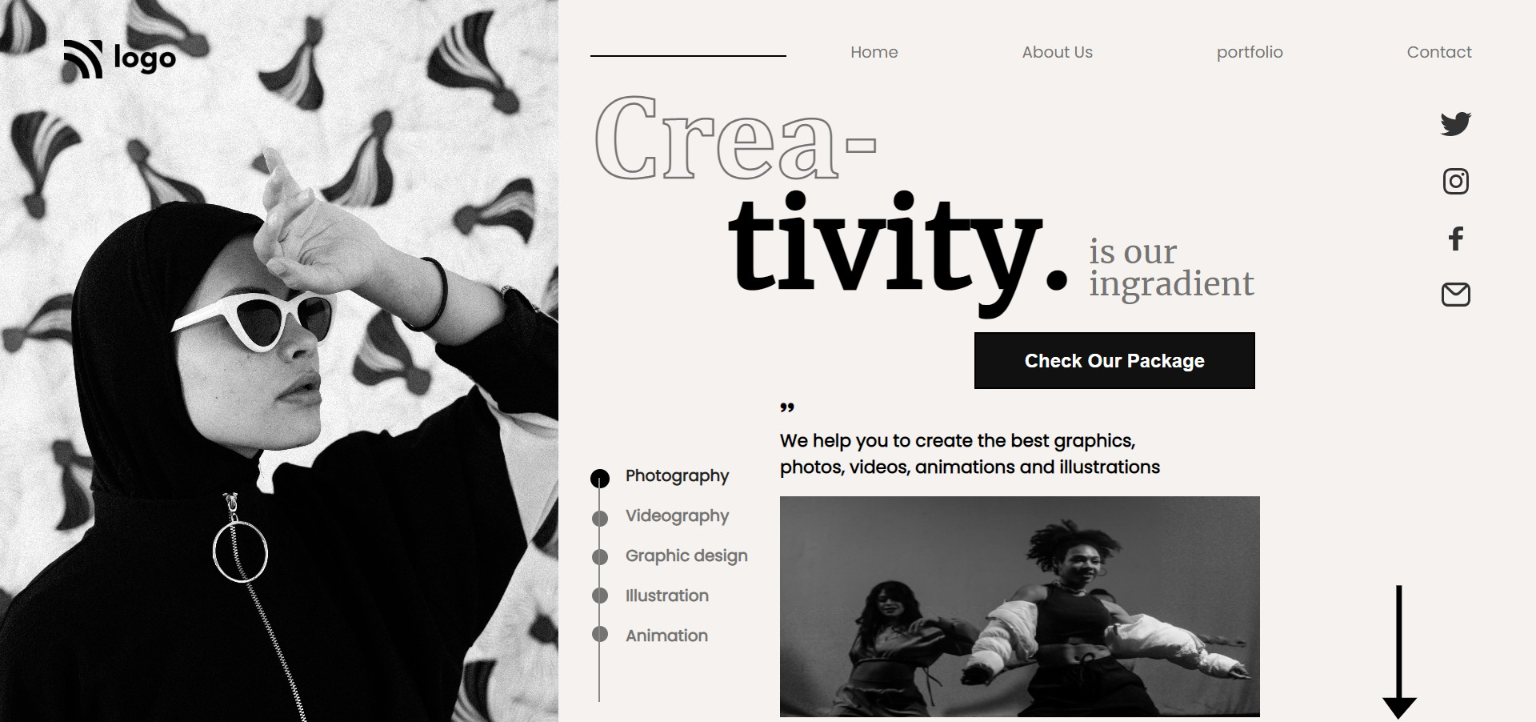 logo
Home About Us portfolio Contact
Crea-
tivity.
is our
ingradient
Check Our Package
”
We help you to create the best graphics,
photos, videos, animations and illustrations
Photography
Videography
Graphic design
Illustration
Animation